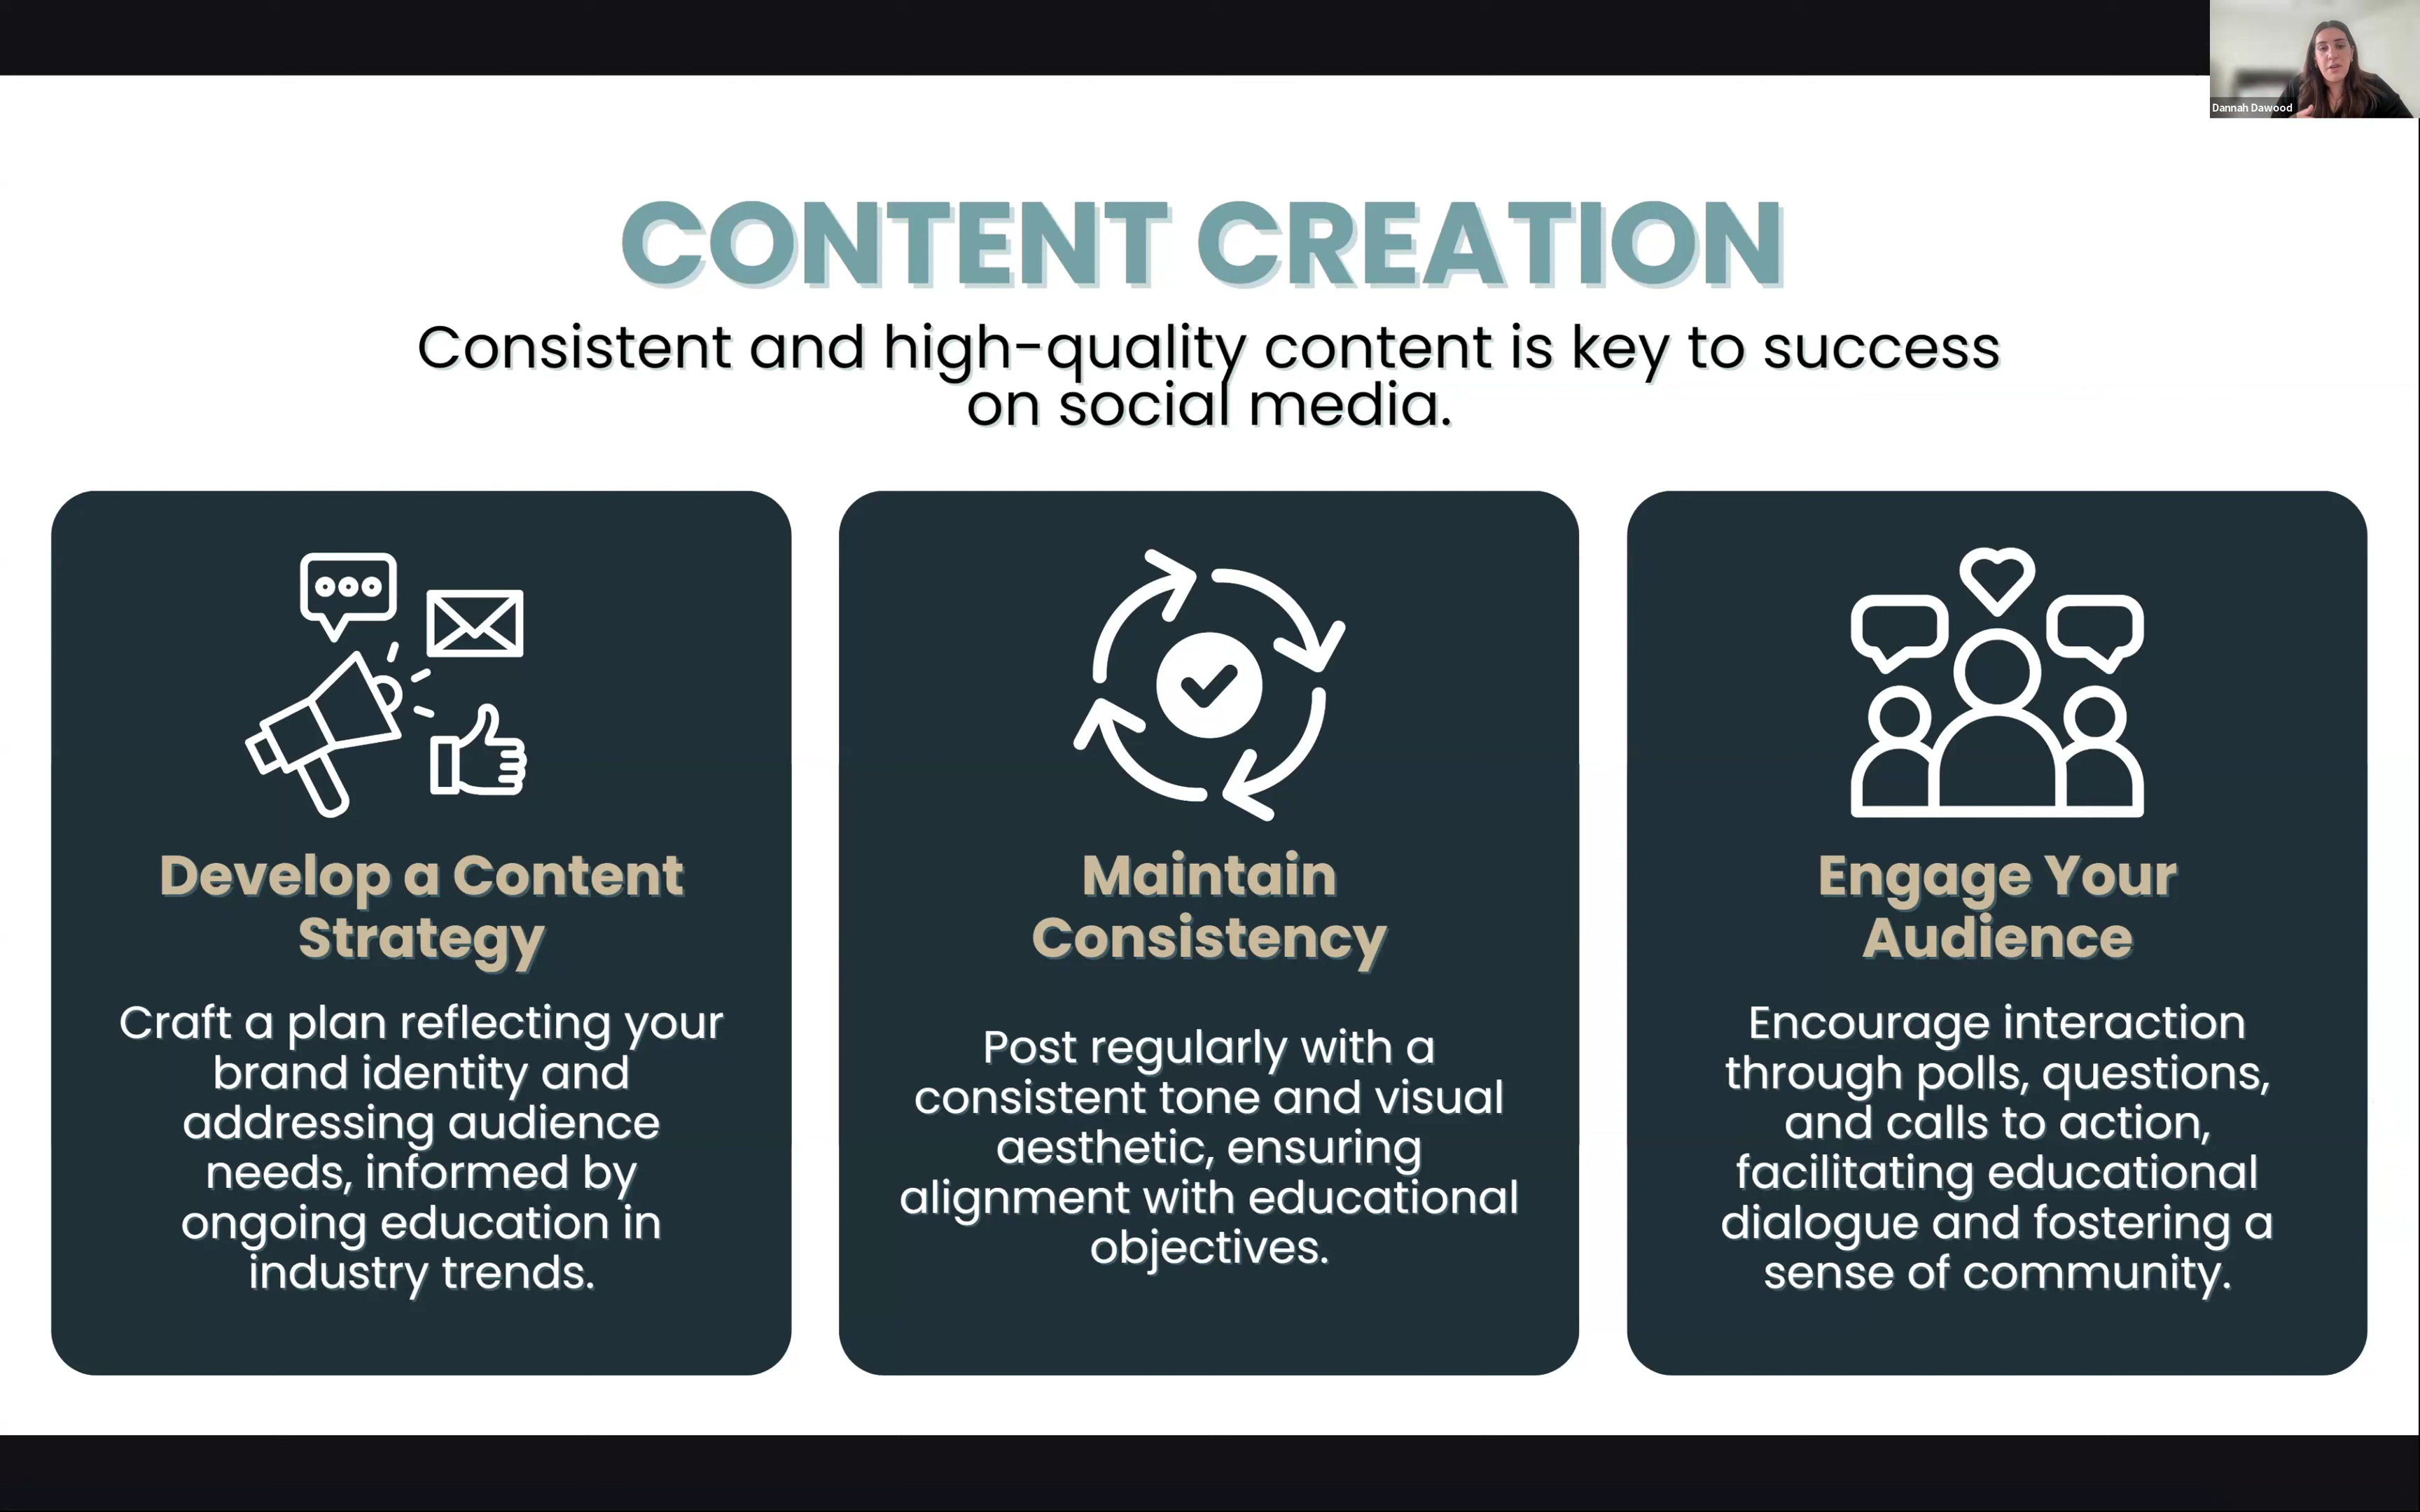 Dannah Dawood
CONTENT CREATION
Consistent and high-quality content is key to success
on social media.
Develop a Content
Strategy
Craft a plan reflecting your
brand identity and
addressing audience
needs, informed by
ongoing education in
industry trends.
Maintain
Consistency
Post regularly with a
consistent tone and visual
aesthetic, ensuring
alignment with educational
objectives.
Engage Your
Audience
Encourage interaction
through polls, questions,
and calls to action,
facilitating educational
dialogue and fostering a
sense of community.